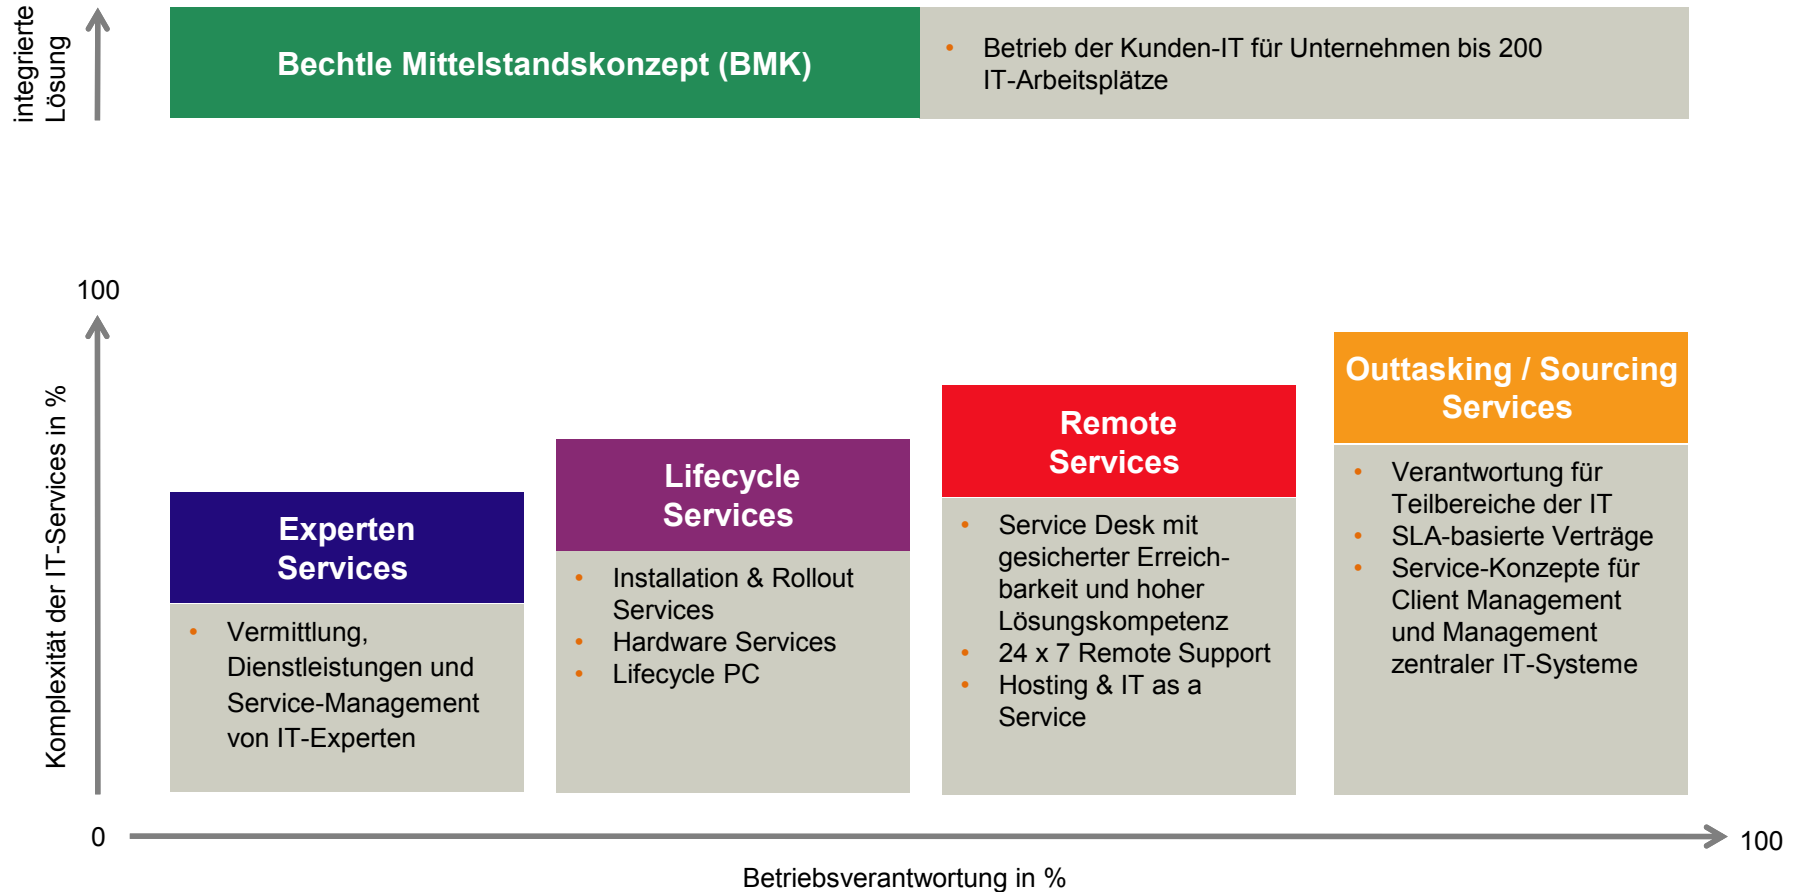 integrierte
Lösung
Bechtle Mittelstandskonzept (BMK)
• Betrieb der Kunden-IT für Unternehmen bis 200
IT-Arbeitsplätze
100
Komplexität der IT-Services in %
Experten
Services
• Vermittlung,
Dienstleistungen und
Service-Management
von IT-Experten
Lifecycle
Services
• Installation & Rollout
Services
• Hardware Services
• Lifecycle PC
Remote
Services
• Service Desk mit
gesicherter Erreich-
barkeit und hoher
Lösungskompetenz
• 24 x 7 Remote Support
• Hosting & IT as a
Service
Outtasking / Sourcing
Services
• Verantwortung für
Teilbereiche der IT
• SLA-basierte Verträge
• Service-Konzepte für
Client Management
und Management
zentraler IT-Systeme
0
100
Betriebsverantwortung in %